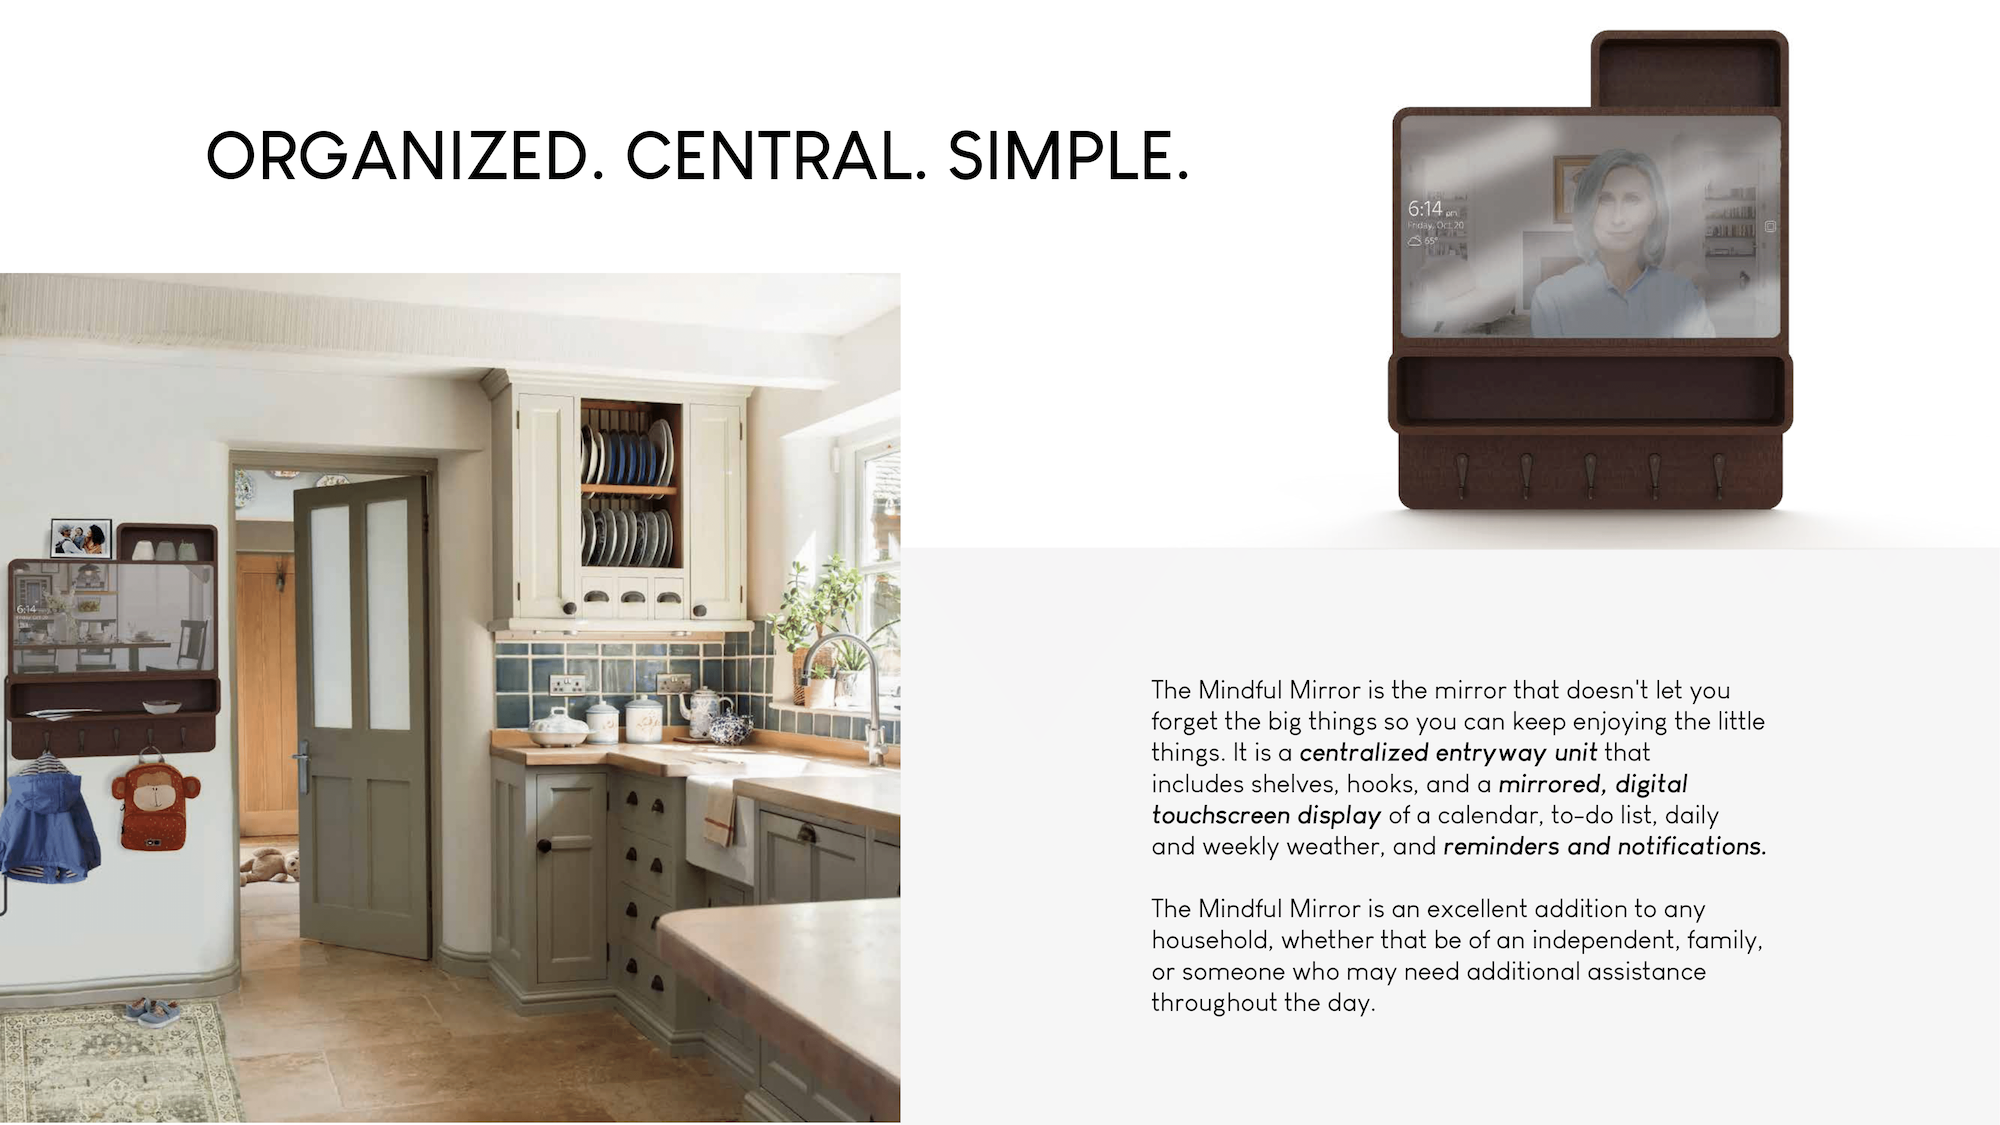 ORGANIZED. CENTRAL. SIMPLE.
6:14 pm
Friday, Oct 20
65°
6:14
The Mindful Mirror is the mirror that doesn't let you
forget the big things so you can keep enjoying the little
things. It is a centralized entryway unit that
includes shelves, hooks, and a mirrored, digital
touchscreen display of a calendar, to-do list, daily
and weekly weather, and reminders and notifications.
The Mindful Mirror is an excellent addition to any
household, whether that be of an independent, family,
or someone who may need additional assistance
throughout the day.